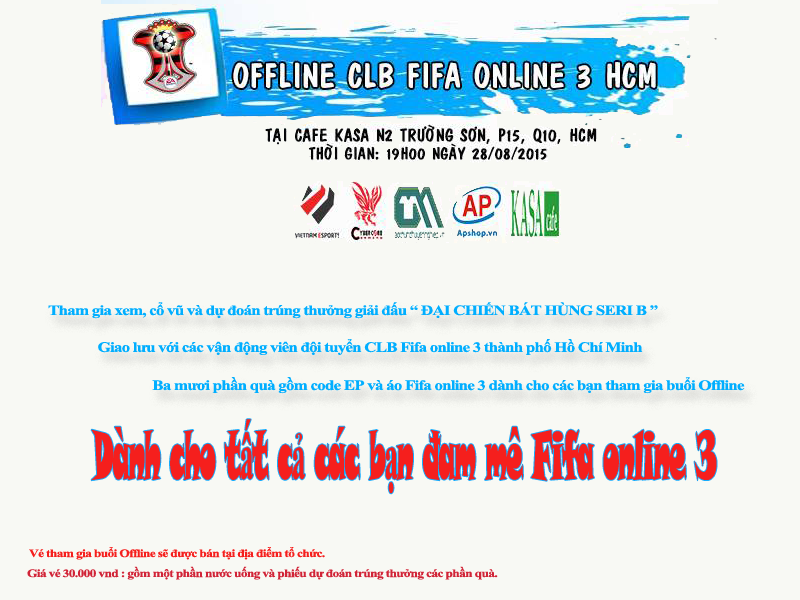 OFFLINE CLB FIFA ONLINE 3 HCM
TẠI CAFE KASA N2 TRƯỜNG SƠN, P15, Q10, HCM
THỜI GIAN: 19H00 NGÀY 28/08/2015
VIETNAM ESPORTS
AP
Apshop.vn
KASA cafe
Tham gia xem, cổ vũ và dự đoán trúng thưởng giải đấu “ ĐẠI CHIẾN BÁT HÙNG SERI B ”
Giao lưu với các vận động viên đội tuyển CLB Fifa online 3 thành phố Hồ Chí Minh
Ba mươi phần quà gồm code EP và áo Fifa online 3 dành cho các bạn tham gia buổi Offline
Dành cho tất cả các bạn đam mê Fifa online 3
Vé tham gia buổi Offline sẽ được bán tại địa điểm tổ chức.
Giá vé 30.000 vnd : gồm một phần nước uống và phiếu dự đoán trúng thưởng các phần quà.